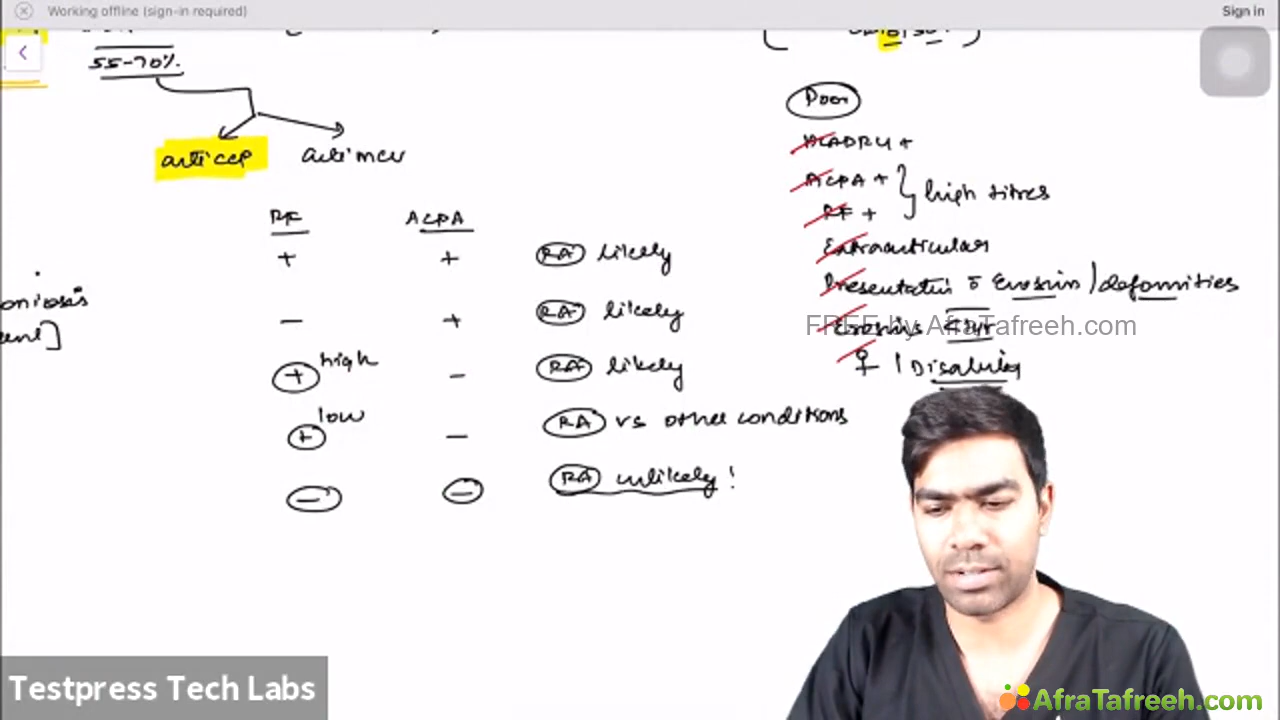 Working offline (sign-in required)
Sign in
55-70%
anti CCP
anti MCV
RF ACPA
+ + RA likely
- + RA likely
+ high - RA likely
+ low - RA vs other conditions
- - RA unlikely!
Poor
HLADR4 +
ACPA + } high titres
RF +
Extraarticular
Presentation c̄ Erosion / deformities
Erosions < 1yr
♀ | Disability
FREE by AfraTafreeh.com
Testpress Tech Labs
AfraTafreeh.com